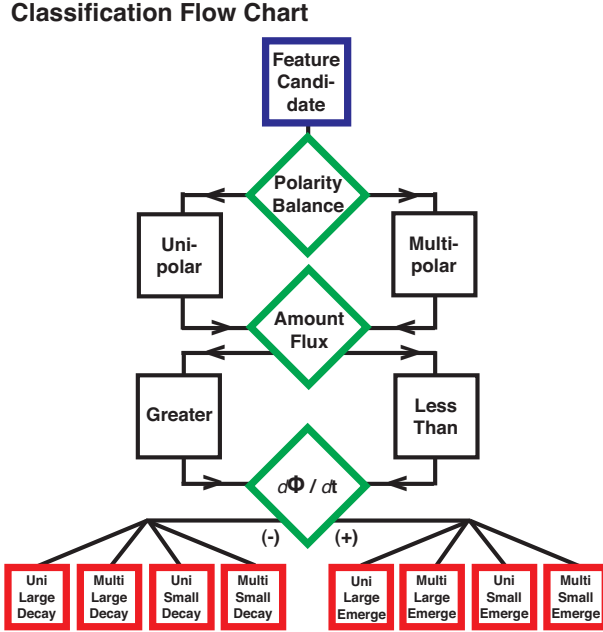 Classification Flow Chart
Feature
Candi-
date
Polarity
Balance
Uni-
polar
Multi-
polar
Amount
Flux
Greater
Less
Than
dΦ / dt
(-)
(+)
Uni
Large
Decay
Multi
Large
Decay
Uni
Small
Decay
Multi
Small
Decay
Uni
Large
Emerge
Multi
Large
Emerge
Uni
Small
Emerge
Multi
Small
Emerge